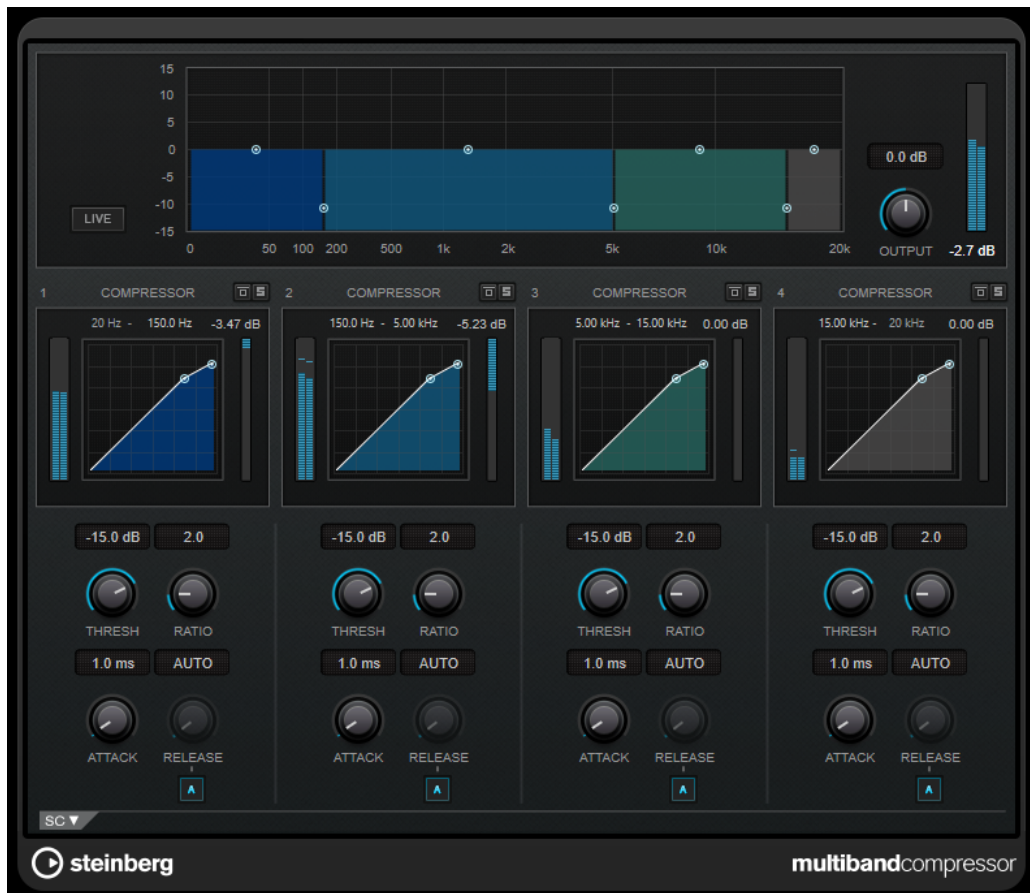 15
10
5
0
-5
-10
-15
LIVE
0 50 100 200 500 1k 2k 5k 10k 20k
0.0 dB
OUTPUT -2.7 dB
1 COMPRESSOR S 2 COMPRESSOR S 3 COMPRESSOR S 4 COMPRESSOR S
20 Hz - 150.0 Hz -3.47 dB 150.0 Hz - 5.00 kHz -5.23 dB 5.00 kHz - 15.00 kHz 0.00 dB 15.00 kHz - 20 kHz 0.00 dB
-15.0 dB 2.0 -15.0 dB 2.0 -15.0 dB 2.0 -15.0 dB 2.0
THRESH RATIO THRESH RATIO THRESH RATIO THRESH RATIO
1.0 ms AUTO 1.0 ms AUTO 1.0 ms AUTO 1.0 ms AUTO
ATTACK RELEASE ATTACK RELEASE ATTACK RELEASE ATTACK RELEASE
A A A A
SC ▼
steinberg multibandcompressor